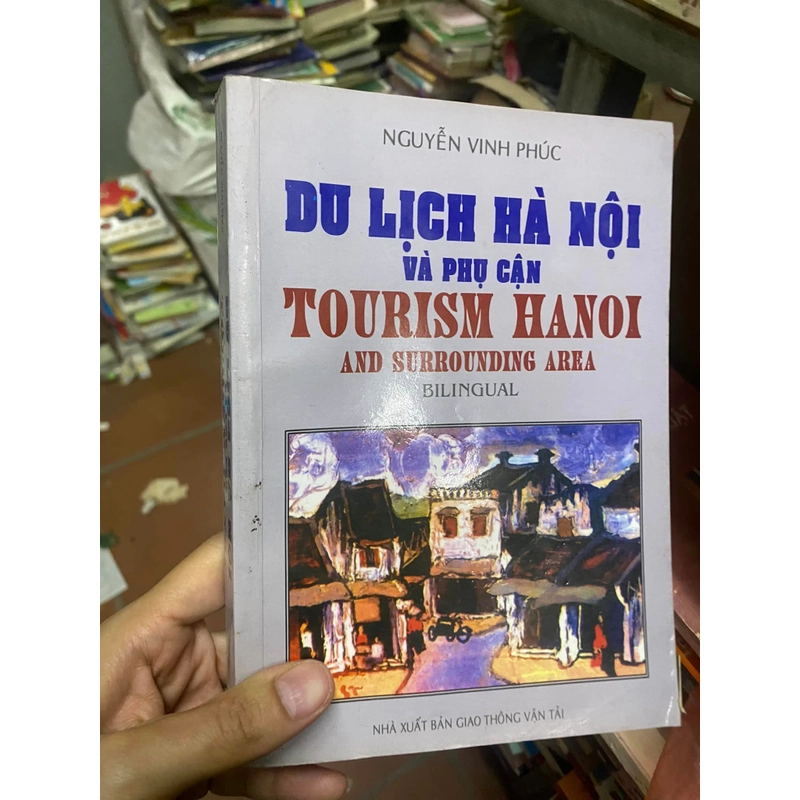 NGUYỄN VINH PHÚC
DU LỊCH HÀ NỘI
VÀ PHỤ CẬN
TOURISM HANOI
AND SURROUNDING AREA
BILINGUAL
NHÀ XUẤT BẢN GIAO THÔNG VẬN TẢI